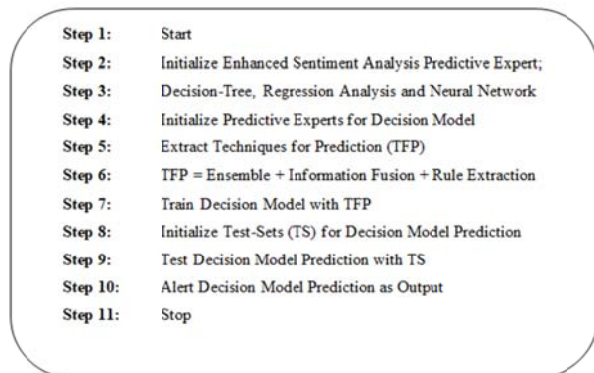 Step 1: Start
Step 2: Initialize Enhanced Sentiment Analysis Predictive Expert;
Step 3: Decision-Tree, Regression Analysis and Neural Network
Step 4: Initialize Predictive Experts for Decision Model
Step 5: Extract Techniques for Prediction (TFP)
Step 6: TFP = Ensemble + Information Fusion + Rule Extraction
Step 7: Train Decision Model with TFP
Step 8: Initialize Test-Sets (TS) for Decision Model Prediction
Step 9: Test Decision Model Prediction with TS
Step 10: Alert Decision Model Prediction as Output
Step 11: Stop